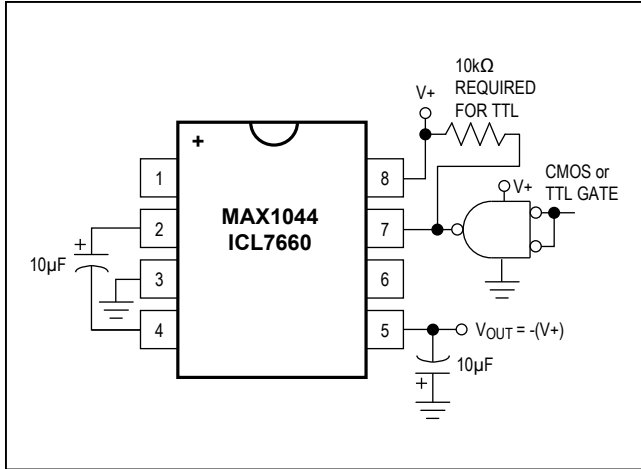 10kΩ
REQUIRED
FOR TTL
V+
+
MAX1044
ICL7660
1
2
3
4
8
7
6
5
+
10µF
V+
CMOS or
TTL GATE
VOUT = -(V+)
10µF
+